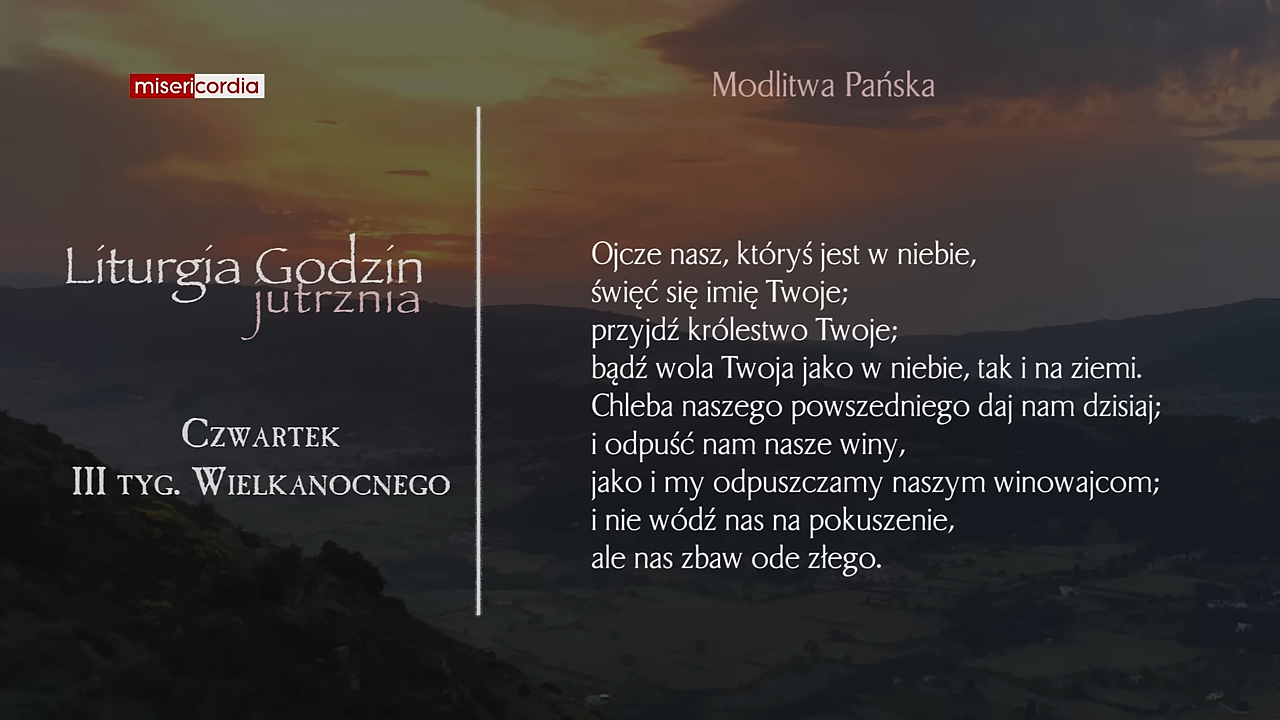 misericordia
Liturgia Godzin
jutrznia
Czwartek
III tyg. Wielkanocnego
Modlitwa Pańska
Ojcze nasz, któryś jest w niebie,
święć się imię Twoje;
przyjdź królestwo Twoje;
bądź wola Twoja jako w niebie, tak i na ziemi.
Chleba naszego powszedniego daj nam dzisiaj;
i odpuść nam nasze winy,
jako i my odpuszczamy naszym winowajcom;
i nie wódź nas na pokuszenie,
ale nas zbaw ode złego.